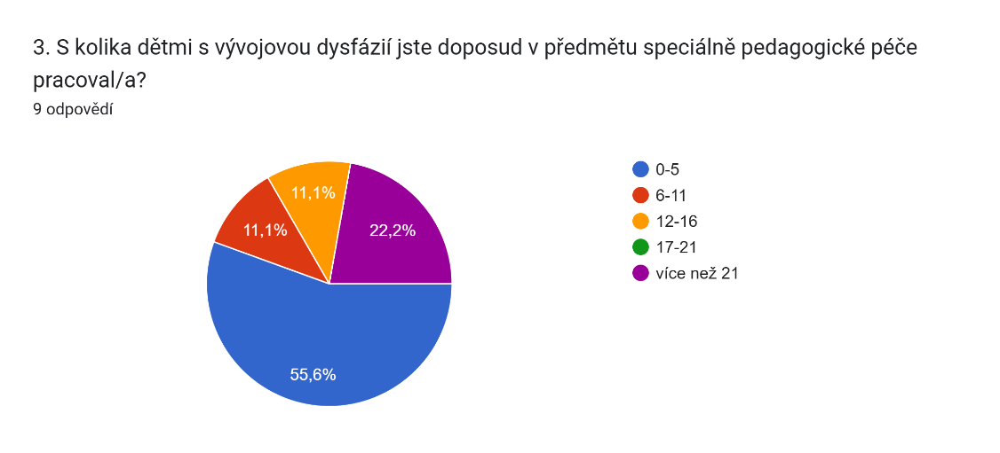 3. S kolika dětmi s vývojovou dysfázií jste doposud v předmětu speciálně pedagogické péče
pracoval/a?
9 odpovědí
0-5
6-11
12-16
17-21
více než 21
11,1%
11,1%
22,2%
55,6%